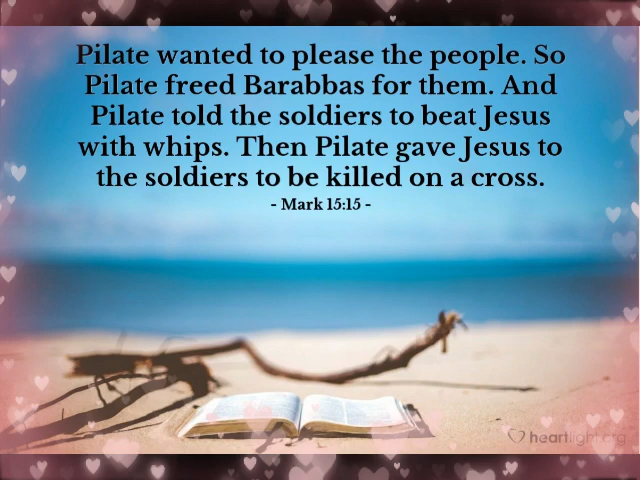 Pilate wanted to please the people. So
Pilate freed Barabbas for them. And
Pilate told the soldiers to beat Jesus
with whips. Then Pilate gave Jesus to
the soldiers to be killed on a cross.
- Mark 15:15 -
heartlight.org